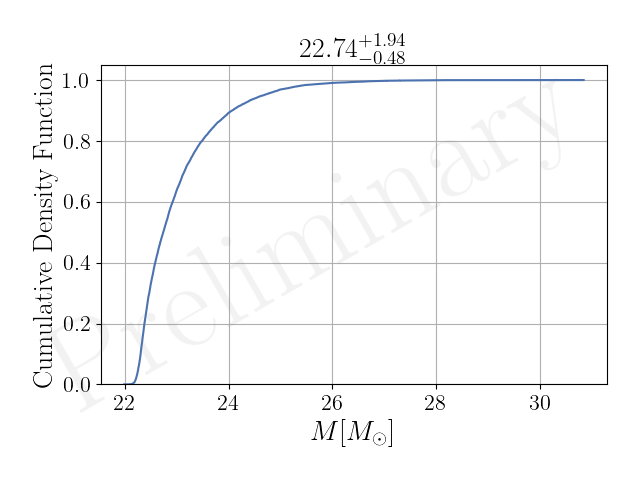 22.74^{+1.94}_{-0.48}
Cumulative Density Function
1.0
0.8
0.6
0.4
0.2
0.0
22 24 26 28 30
M[M_⊙]
Preliminary